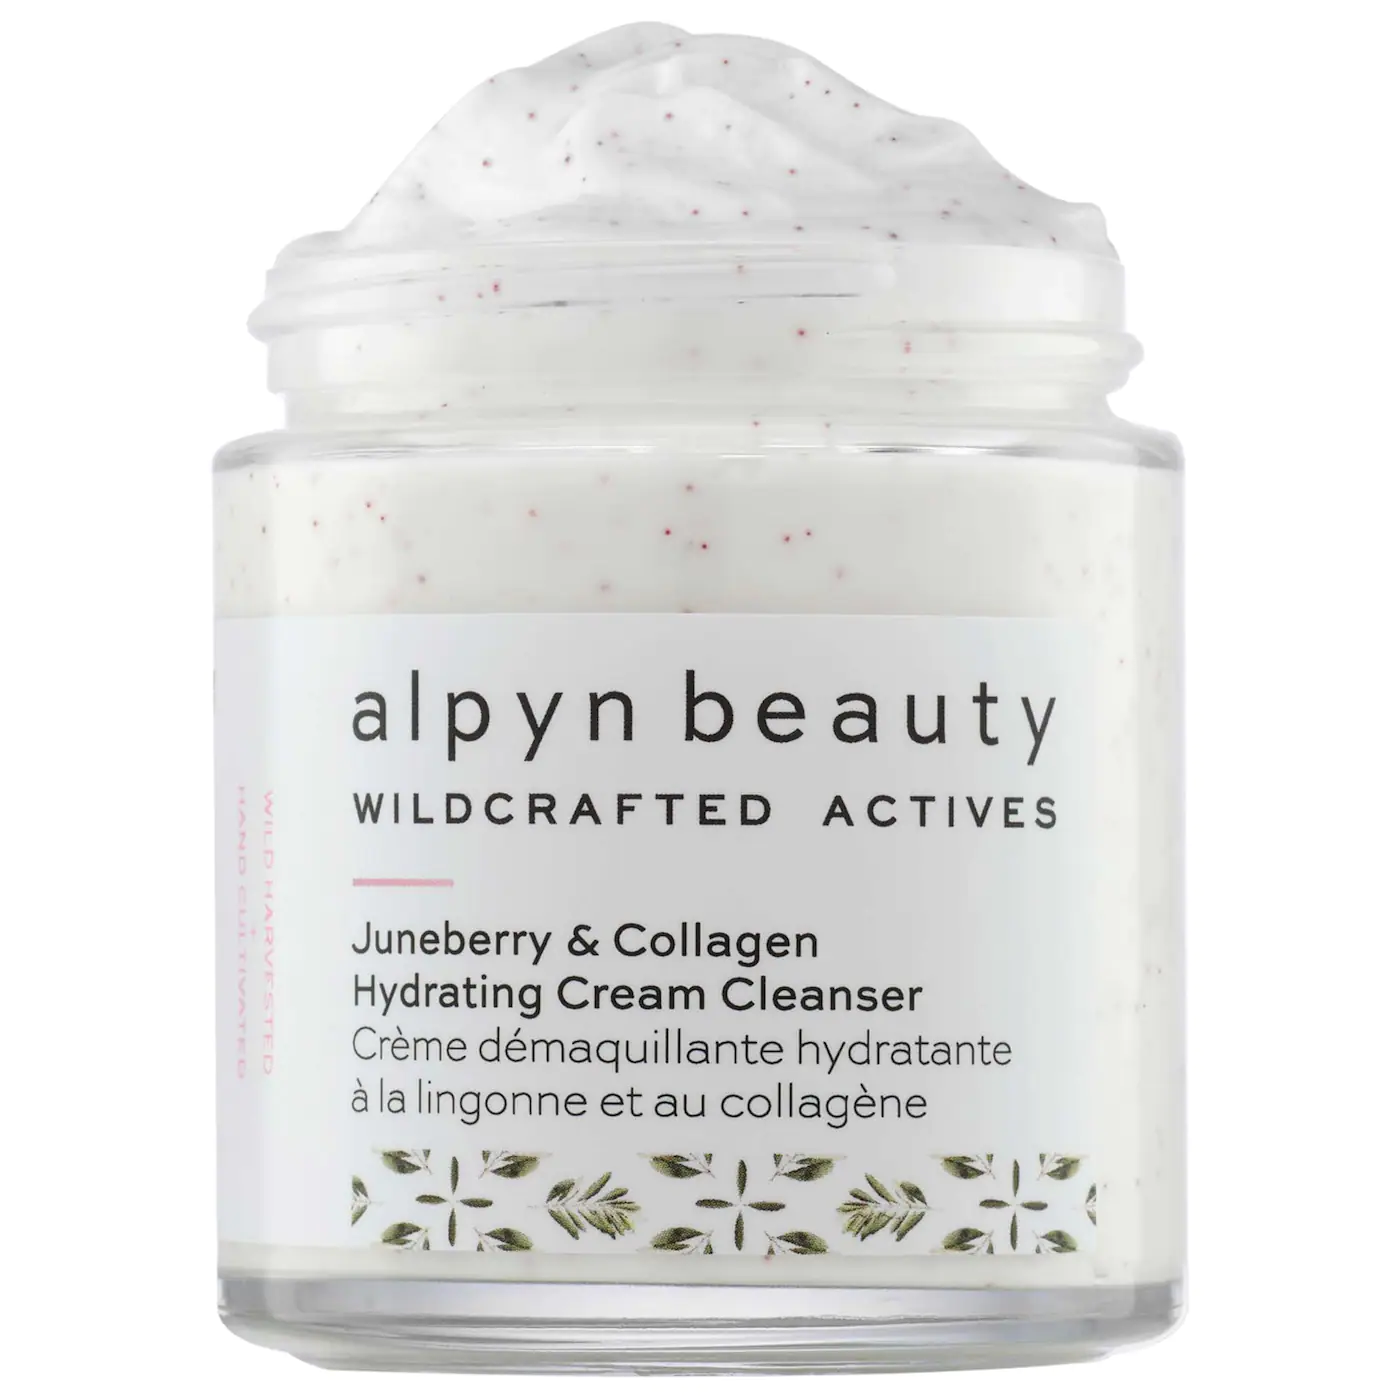 alpyn beauty
WILDCRAFTED ACTIVES
Juneberry & Collagen
Hydrating Cream Cleanser
Crème démaquillante hydratante
à la lingonne et au collagène
WILD HARVESTED
+
HAND CULTIVATED